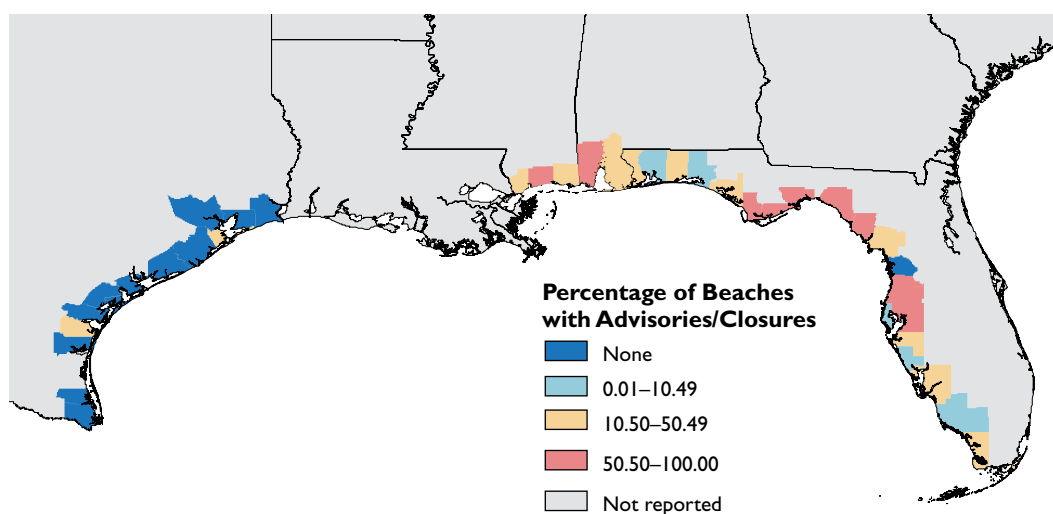 Percentage of Beaches
with Advisories/Closures
None
0.01–10.49
10.50–50.49
50.50–100.00
Not reported